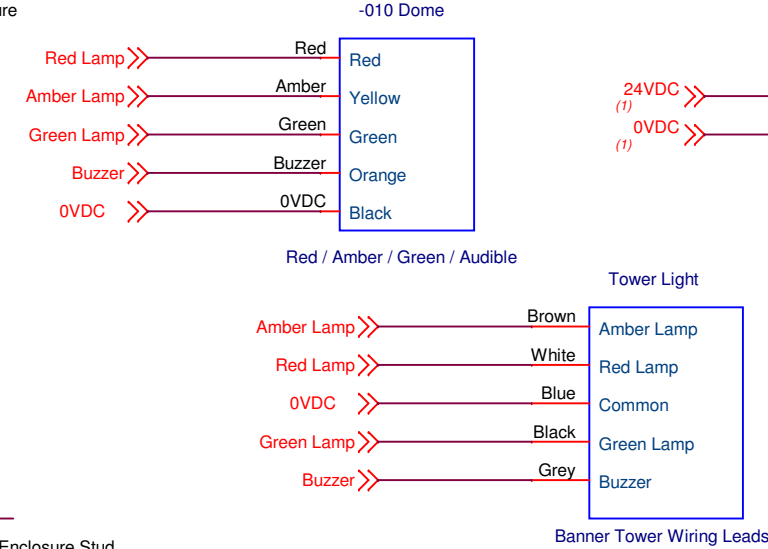 ure
-010 Dome
Red Lamp Red Red
Amber Lamp Amber Yellow
Green Lamp Green Green
Buzzer Buzzer Orange
0VDC 0VDC Black
Red / Amber / Green / Audible
24VDC
(1)
0VDC
(1)
Tower Light
Amber Lamp Brown Amber Lamp
Red Lamp White Red Lamp
0VDC Blue Common
Green Lamp Black Green Lamp
Buzzer Grey Buzzer
Banner Tower Wiring Leads
Enclosure Stud